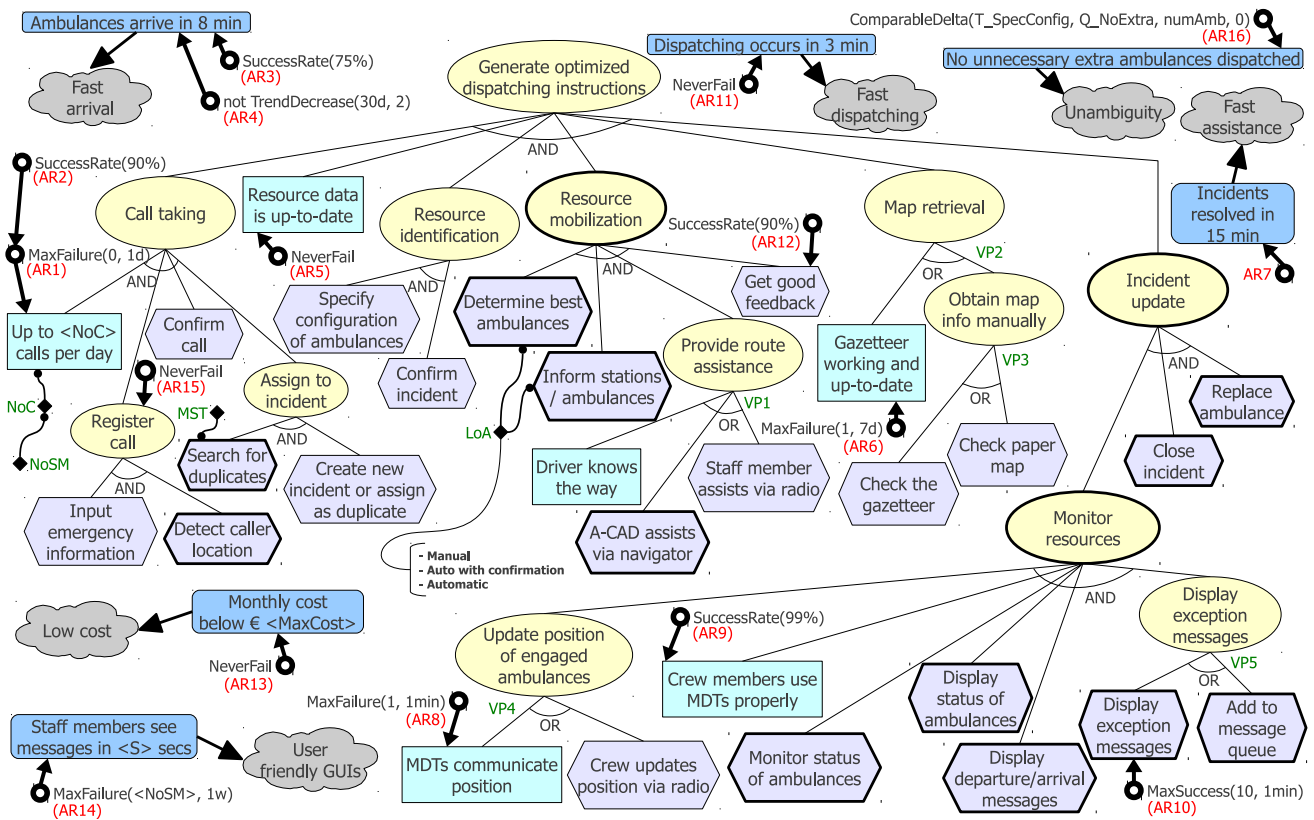 Ambulances arrive in 8 min
Fast
arrival
SuccessRate(75%)
(AR3)
not TrendDecrease(30d, 2)
(AR4)
Generate optimized
dispatching instructions
AND
Dispatching occurs in 3 min
NeverFail
(AR11)
Fast
dispatching
ComparableDelta(T_SpecConfig, Q_NoExtra, numAmb, 0)
(AR16)
No unnecessary extra ambulances dispatched
Unambiguity
Fast
assistance
Incidents
resolved in
15 min
AR7
SuccessRate(90%)
(AR2)
MaxFailure(0, 1d)
(AR1)
Up to <NoC>
calls per day
NoC
NoSM
Call taking
AND
Confirm
call
NeverFail
(AR15)
Register
call
AND
Input
emergency
information
Detect caller
location
Assign to
incident
AND
MST
Search for
duplicates
Create new
incident or assign
as duplicate
Resource data
is up-to-date
NeverFail
(AR5)
Resource
identification
AND
Specify
configuration
of ambulances
Confirm
incident
Resource
mobilization
AND
SuccessRate(90%)
(AR12)
Get good
feedback
Determine best
ambulances
Inform stations
/ ambulances
LoA
- Manual
- Auto with confirmation
- Automatic
Provide route
assistance
VP1
OR
Driver knows
the way
Staff member
assists via radio
A-CAD assists
via navigator
Map retrieval
VP2
OR
Gazetteer
working and
up-to-date
MaxFailure(1, 7d)
(AR6)
Obtain map
info manually
VP3
OR
Check the
gazetteer
Check paper
map
Incident
update
AND
Replace
ambulance
Close
incident
Monitor
resources
AND
Monthly cost
below € <MaxCost>
Low cost
NeverFail
(AR13)
Staff members see
messages in <S> secs
User
friendly GUIs
MaxFailure(<NoSM>, 1w)
(AR14)
Update position
of engaged
ambulances
VP4
OR
MaxFailure(1, 1min)
(AR8)
MDTs communicate
position
Crew updates
position via radio
SuccessRate(99%)
(AR9)
Crew members use
MDTs properly
Monitor status
of ambulances
Display
status of
ambulances
Display
departure/arrival
messages
Display
exception
messages
VP5
OR
Display
exception
messages
Add to
message
queue
MaxSuccess(10, 1min)
(AR10)